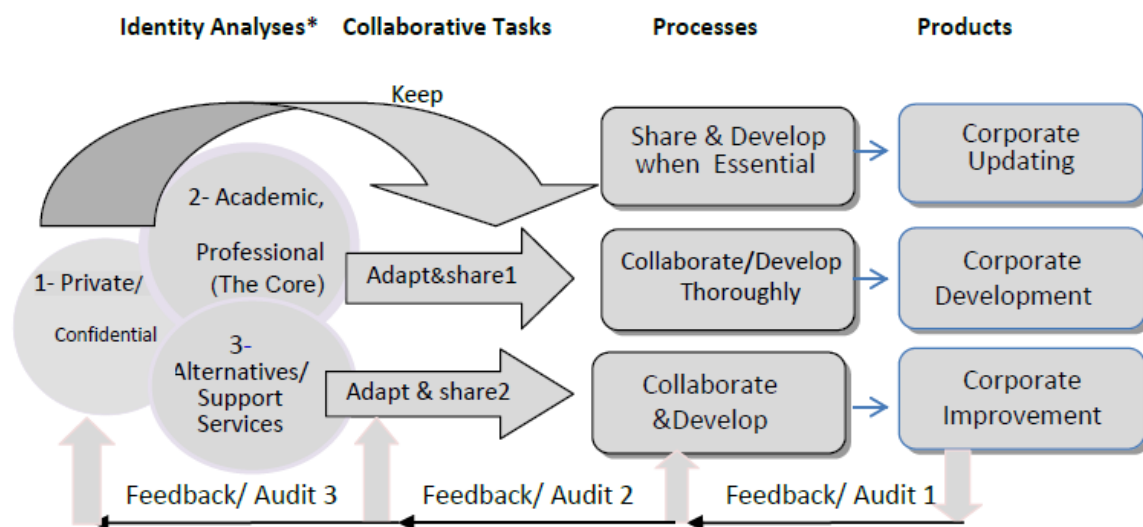 Identity Analyses*
Collaborative Tasks
Processes
Products
Keep
1- Private/
Confidential
2- Academic,
Professional
(The Core)
3-
Alternatives/
Support
Services
Adapt&share1
Adapt & share2
Share & Develop
when Essential
Collaborate/Develop
Thoroughly
Collaborate
&Develop
Corporate
Updating
Corporate
Development
Corporate
Improvement
Feedback/ Audit 3
Feedback/ Audit 2
Feedback/ Audit 1